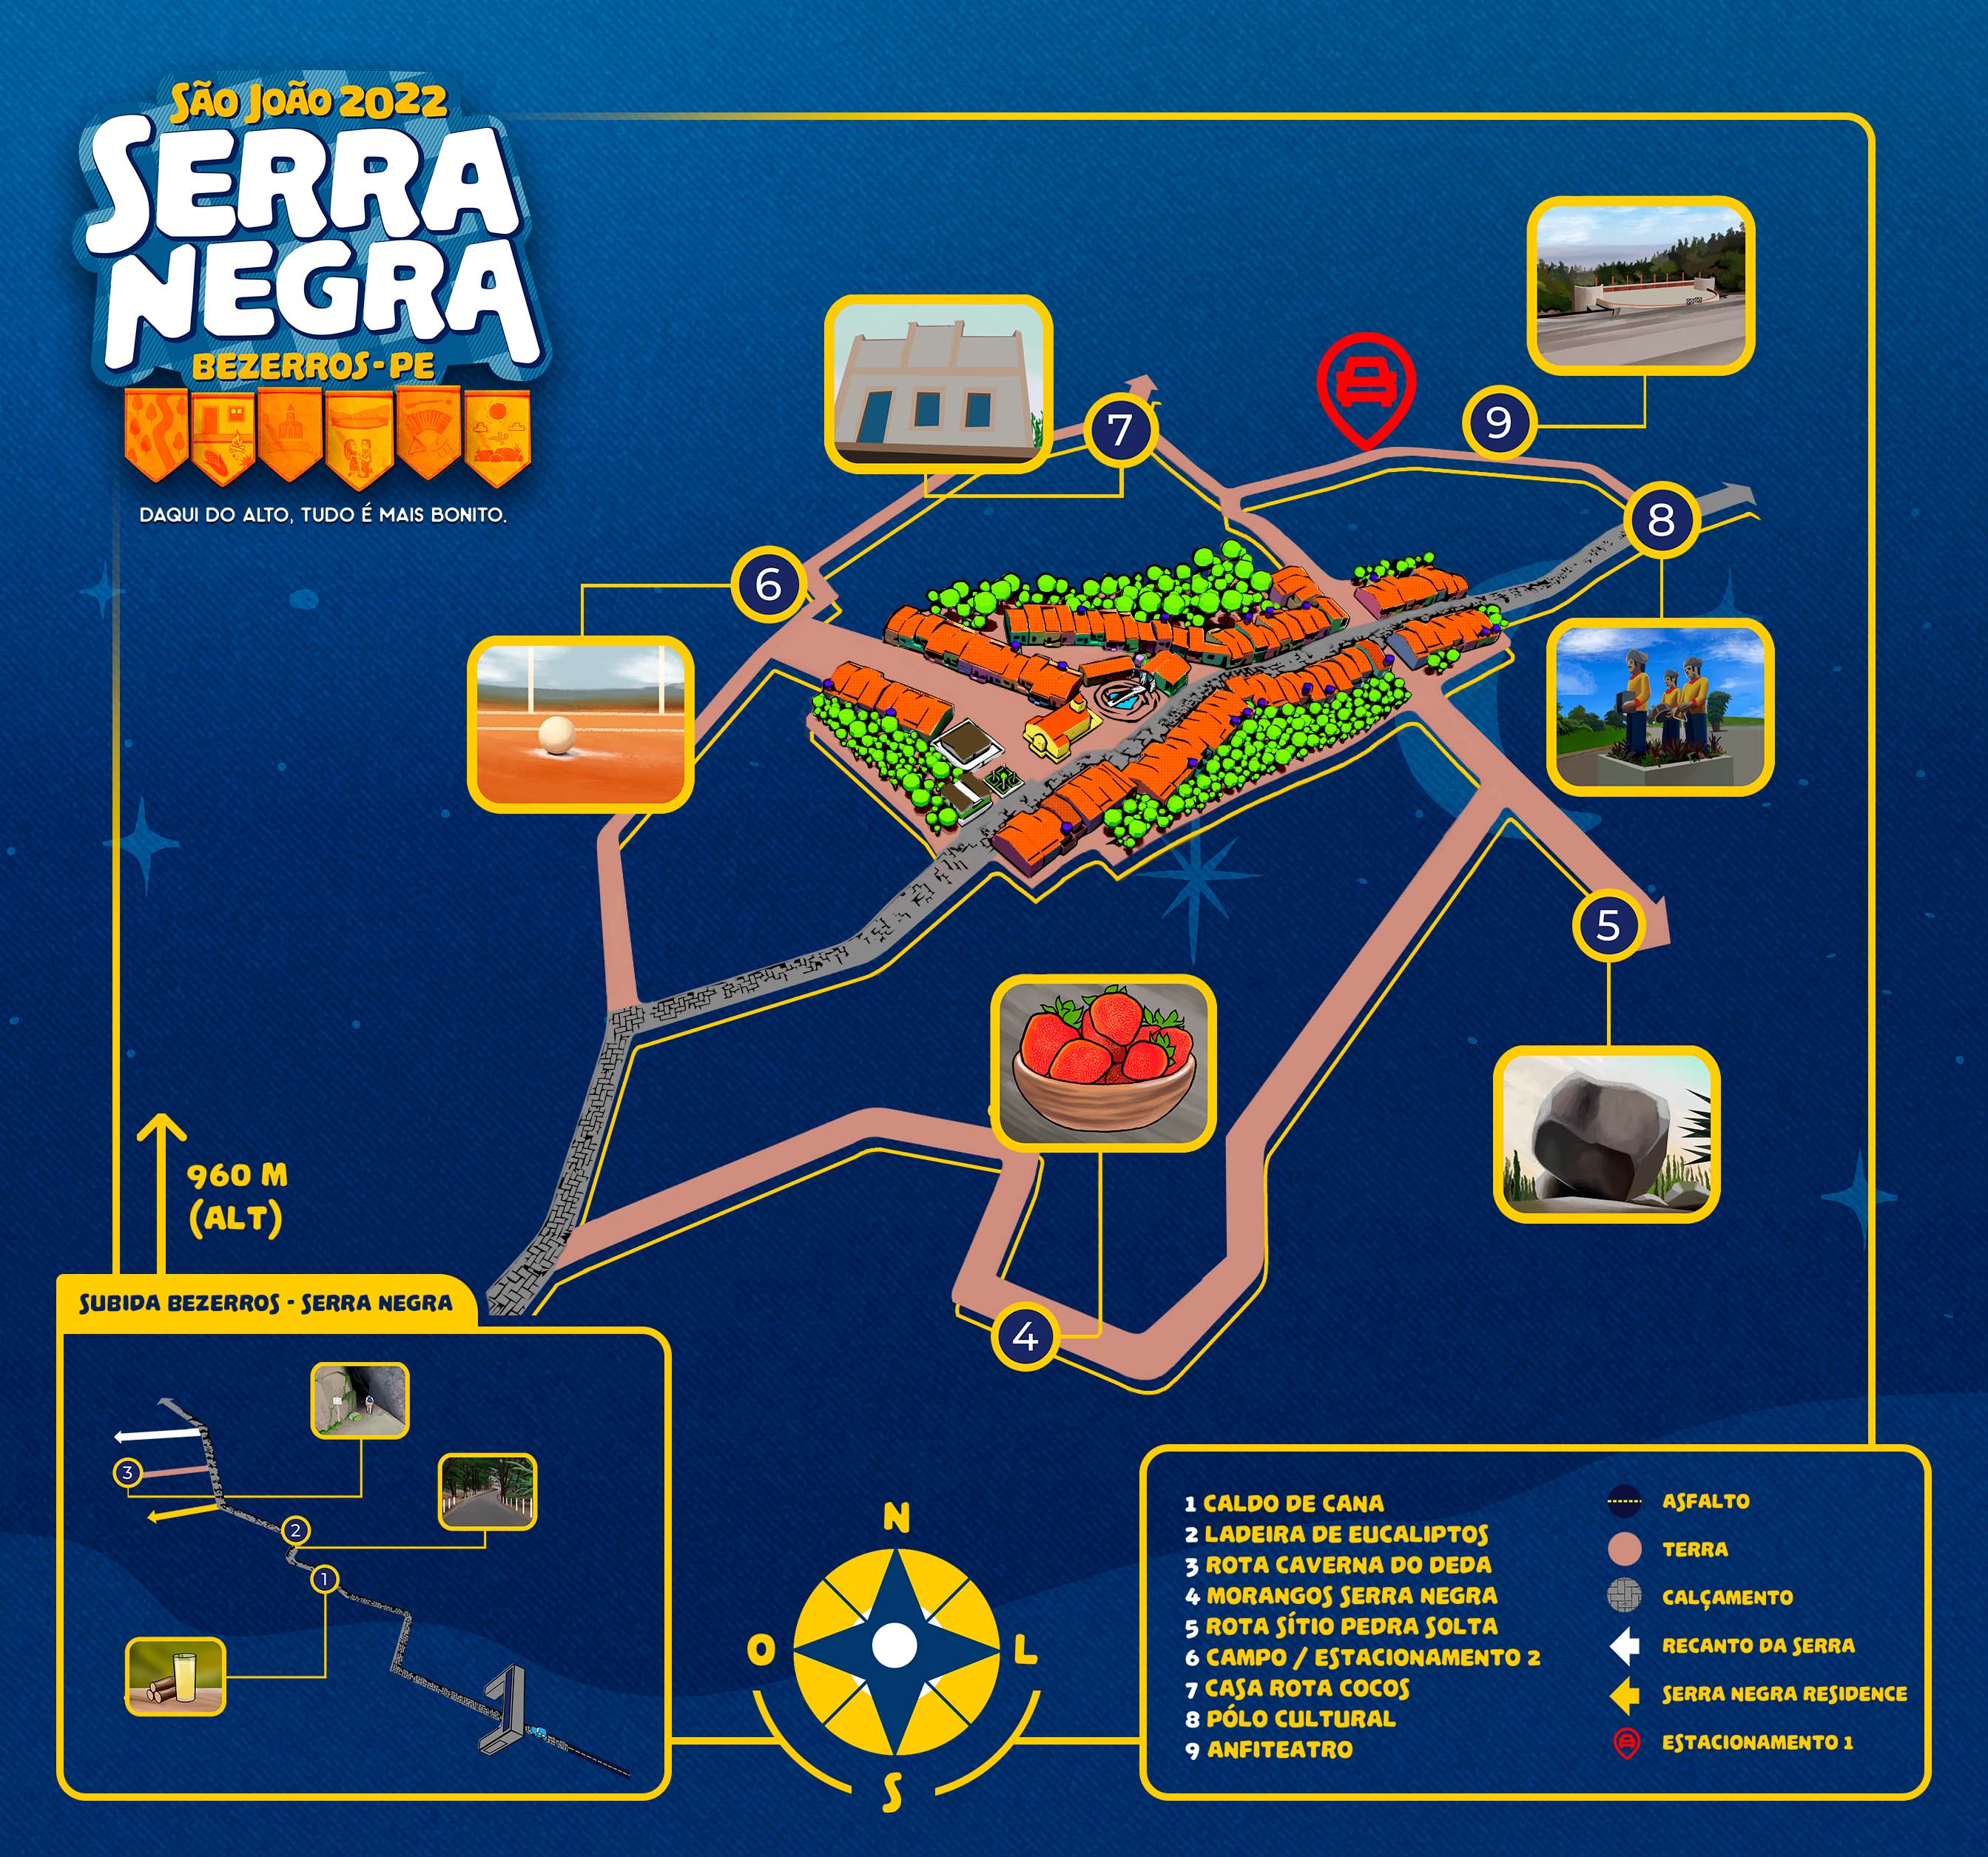 São João 2022
SERRA
NEGRA
BEZERROS - PE
DAQUI DO ALTO, TUDO É MAIS BONITO.
7
9
8
6
5
4
960 M
(ALT)
SUBIDA BEZERROS - SERRA NEGRA
3
2
1
N
O
L
S
1 CALDO DE CANA
2 LADEIRA DE EUCALIPTOS
3 ROTA CAVERNA DO DEDA
4 MORANGOS SERRA NEGRA
5 ROTA SÍTIO PEDRA SOLTA
6 CAMPO / ESTACIONAMENTO 2
7 CASA ROTA COCOS
8 PÓLO CULTURAL
9 ANFITEATRO
ASFALTO
TERRA
CALÇAMENTO
RECANTO DA SERRA
SERRA NEGRA RESIDENCE
ESTACIONAMENTO 1